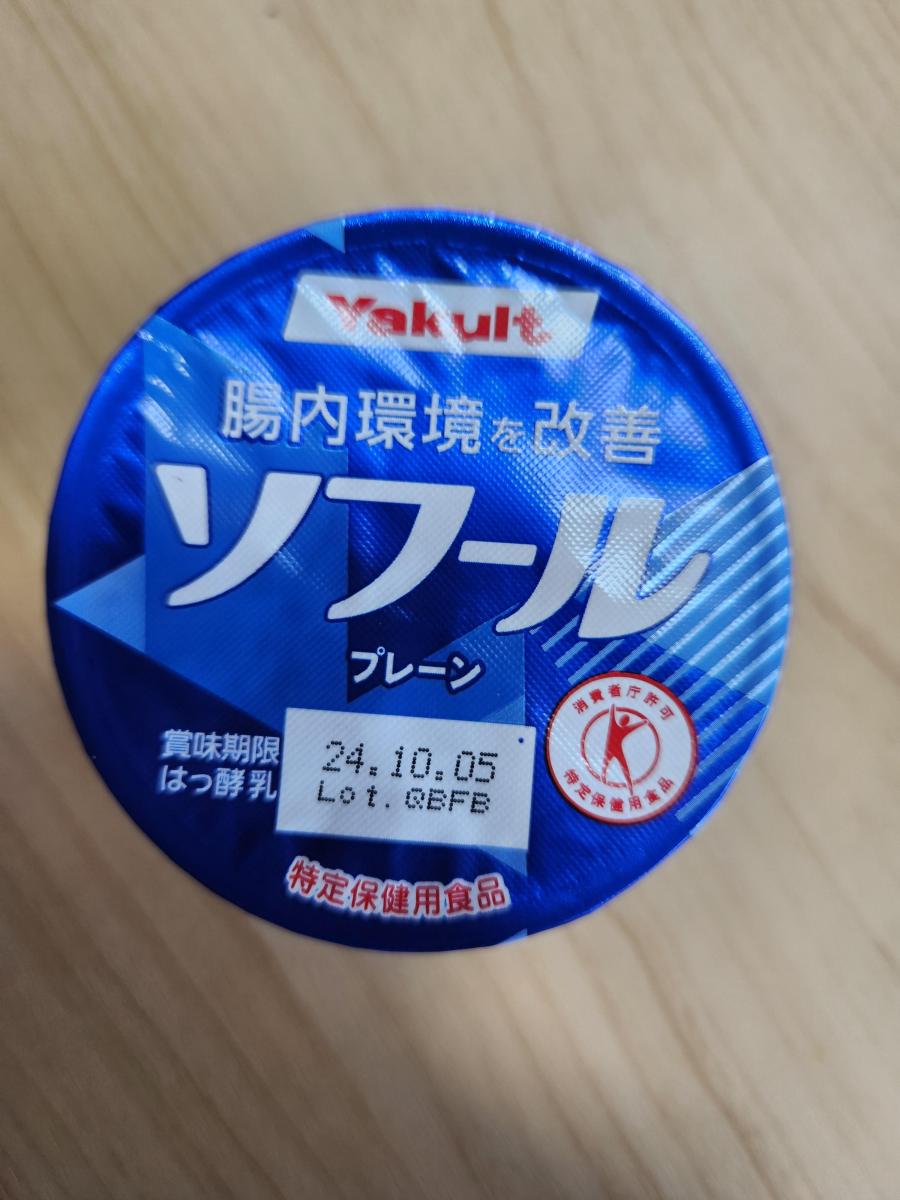 Yakult
腸内環境を改善
ソフール
プレーン
消費者庁許可
特定保健用食品
賞味期限
はっ酵乳
24.10.05
Lot.QBFB
特定保健用食品